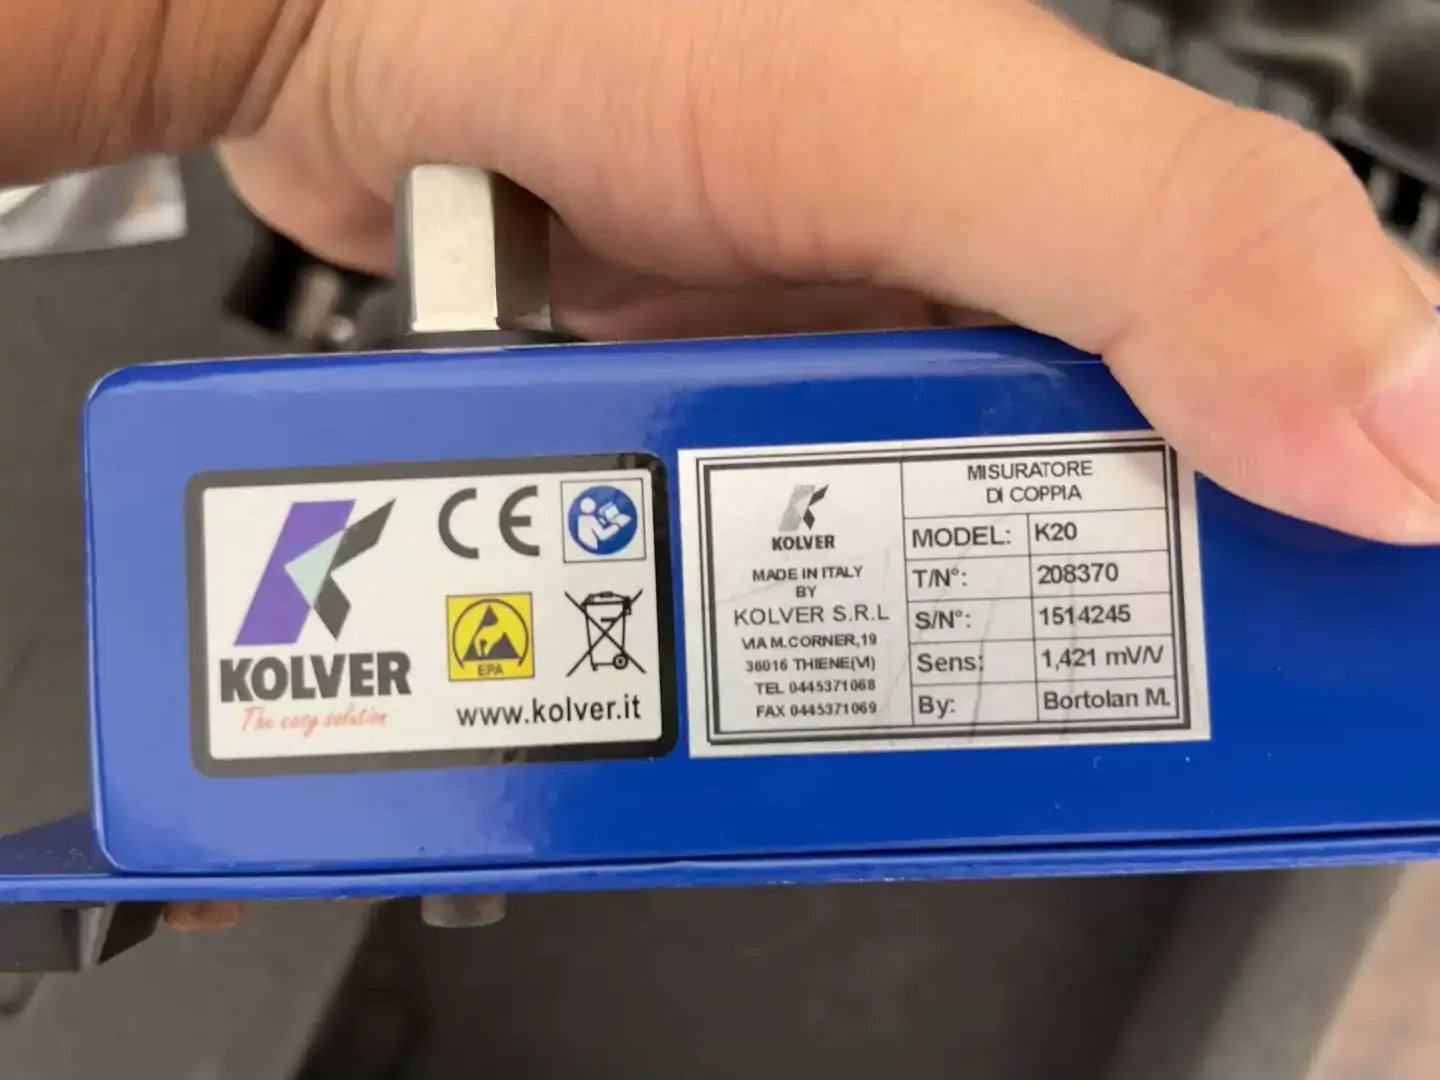 KOLVER
The easy solution
CE
EPA
www.kolver.it
KOLVER
MADE IN ITALY
BY
KOLVER S.R.L
VIA M.CORNER,19
36016 THIENE(VI)
TEL 0445371068
FAX 0445371069
MISURATORE
DI COPPIA
MODEL: K20
T/N°: 208370
S/N°: 1514245
Sens: 1,421 mV/V
By: Bortolan M.